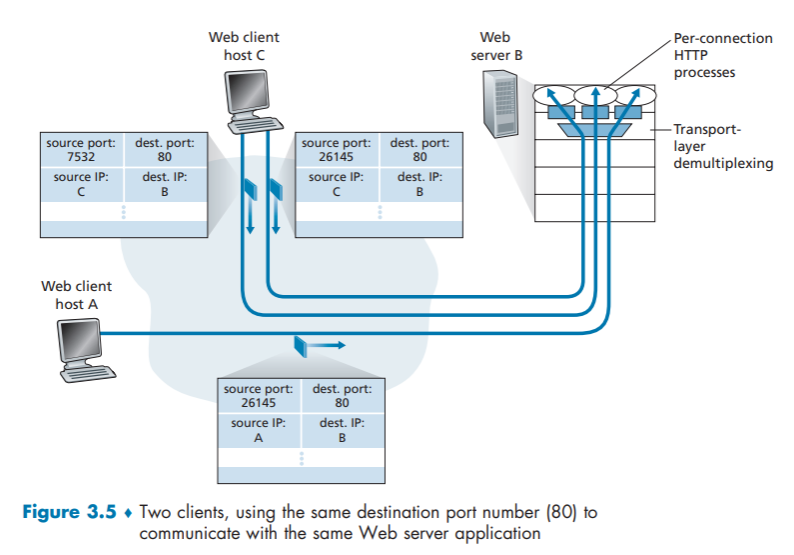 Web client
host C
Web
server B
Per-connection
HTTP
processes
Transport-
layer
demultiplexing
source port:
7532
dest. port:
80
source IP:
C
dest. IP:
B
source port:
26145
dest. port:
80
source IP:
C
dest. IP:
B
Web client
host A
source port:
26145
dest. port:
80
source IP:
A
dest. IP:
B
Figure 3.5 ♦ Two clients, using the same destination port number (80) to
communicate with the same Web server application